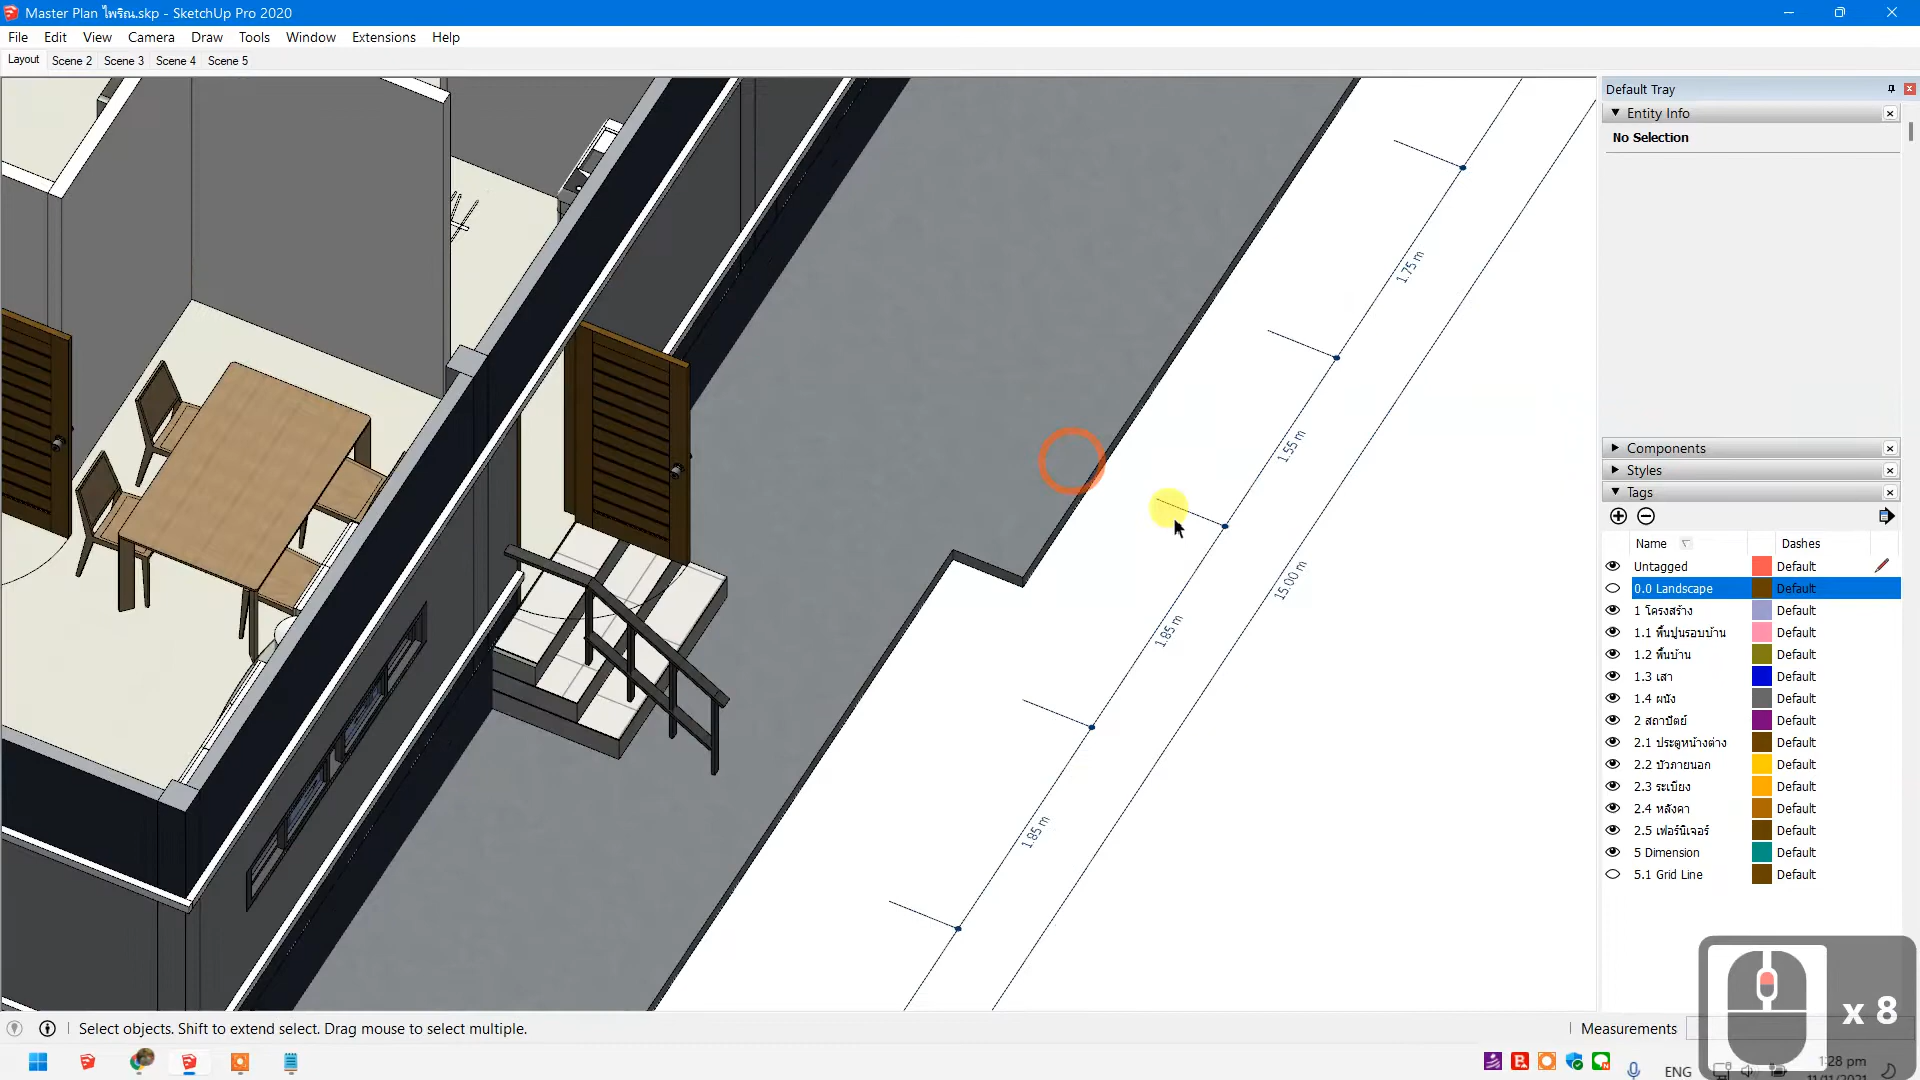 Master Plan ไพริณ.skp - SketchUp Pro 2020
File Edit View Camera Draw Tools Window Extensions Help
Layout Scene 2 Scene 3 Scene 4 Scene 5
Default Tray
Entity Info
No Selection
1.75 m
1.55 m
15.00 m
1.85 m
1.85 m
Components
Styles
Tags
Name Dashes
Untagged Default
0.0 Landscape Default
1 โครงสร้าง Default
1.1 พื้นปูนรอบบ้าน Default
1.2 พื้นบ้าน Default
1.3 เสา Default
1.4 ผนัง Default
2 สถาปัตย์ Default
2.1 ประตูหน้างต่าง Default
2.2 บัวภายนอก Default
2.3 ระเบียง Default
2.4 หลังคา Default
2.5 เฟอร์นิเจอร์ Default
5 Dimension Default
5.1 Grid Line Default
x 8
Select objects. Shift to extend select. Drag mouse to select multiple.
Measurements
ENG
1:28 pm